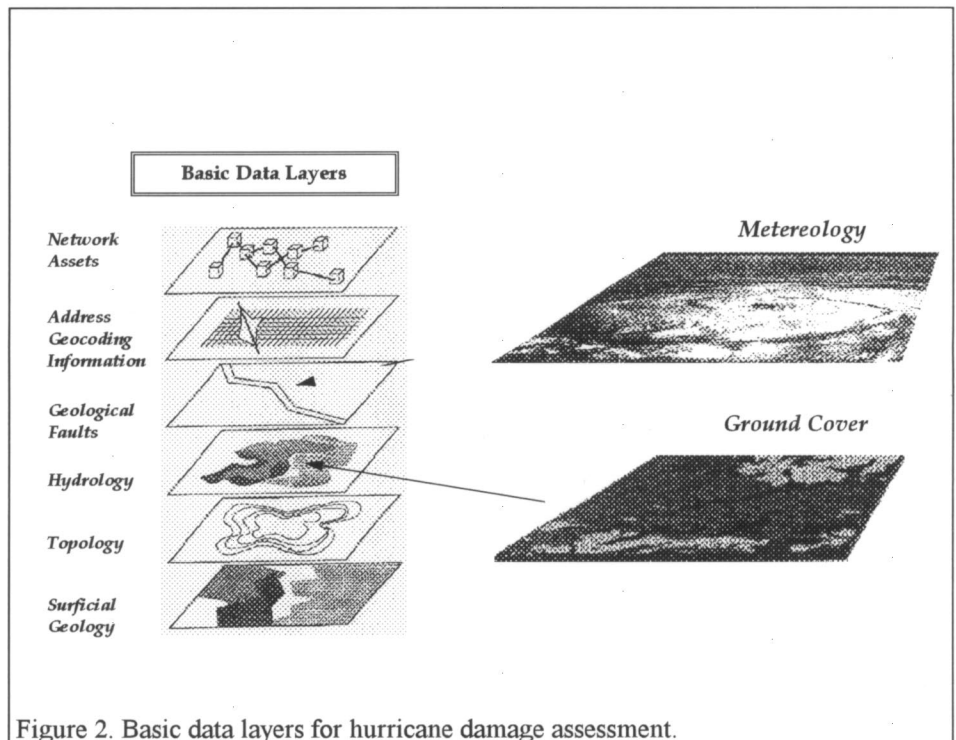 Basic Data Layers
Network
Assets
Address
Geocoding
Information
Geological
Faults
Hydrology
Topology
Surficial
Geology
Metereology
Ground Cover
Figure 2. Basic data layers for hurricane damage assessment.